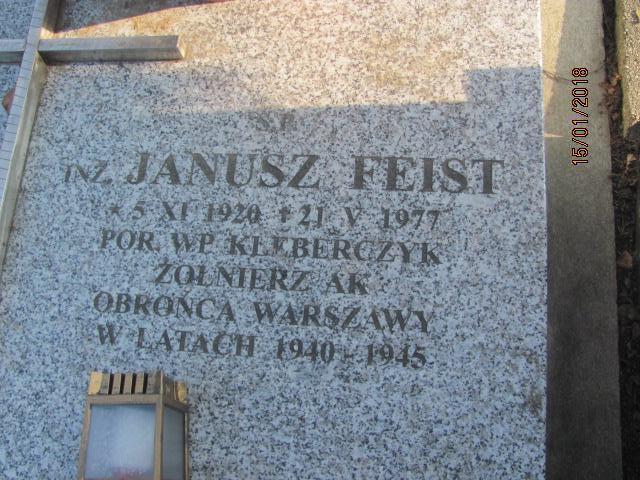 ŚP.
INŻ. JANUSZ FEIST
★ 5 XI 1920 ✝ 21 V 1977
POR. WP KLEBERCZYK
ŻOŁNIERZ AK
OBROŃCA WARSZAWY
W LATACH 1940 - 1945
15/01/2018